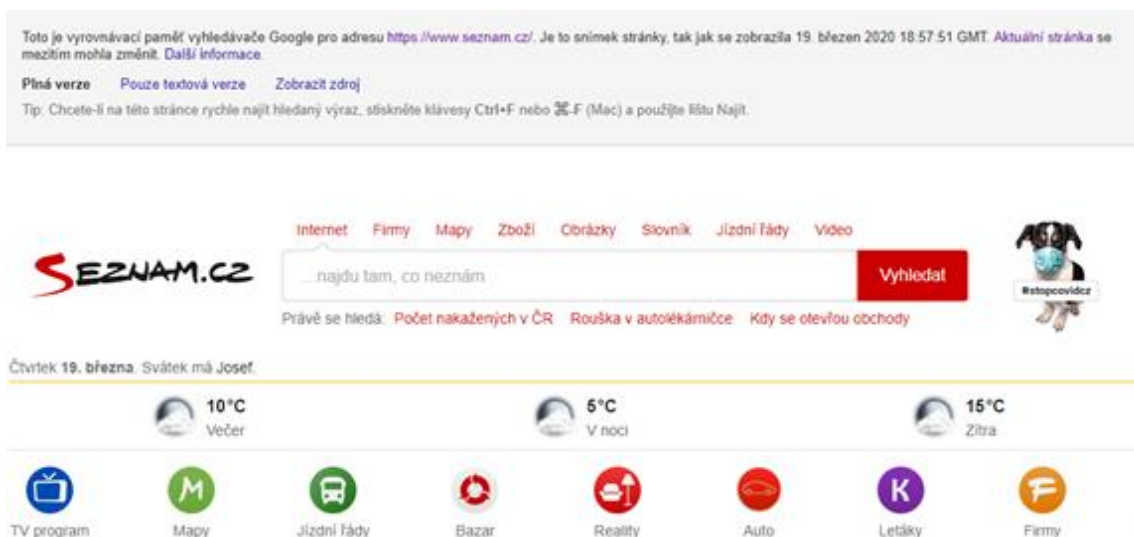 Toto je vyrovnávací paměť vyhledávače Google pro adresu https://www.seznam.cz/. Je to snímek stránky, tak jak se zobrazila 19. březen 2020 18:57:51 GMT. Aktuální stránka se
mezitím mohla změnit. Další informace.
Plná verze Pouze textová verze Zobrazit zdroj
Tip: Chcete-li na této stránce rychle najít hledaný výraz, stiskněte klávesy Ctrl+F nebo ⌘-F (Mac) a použijte lištu Najít.
Internet Firmy Mapy Zboží Obrázky Slovník Jízdní řády Video
SEZNAM.CZ
...najdu tam, co neznám
Vyhledat
#stopcovidcz
Právě se hledá: Počet nakažených v ČR Rouška v autolékárničce Kdy se otevřou obchody
Čtvrtek 19. března. Svátek má Josef.
10°C 5°C 15°C
Večer V noci Zítra
M K F
TV program Mapy Jízdní řády Bazar Reality Auto Letáky Firmy